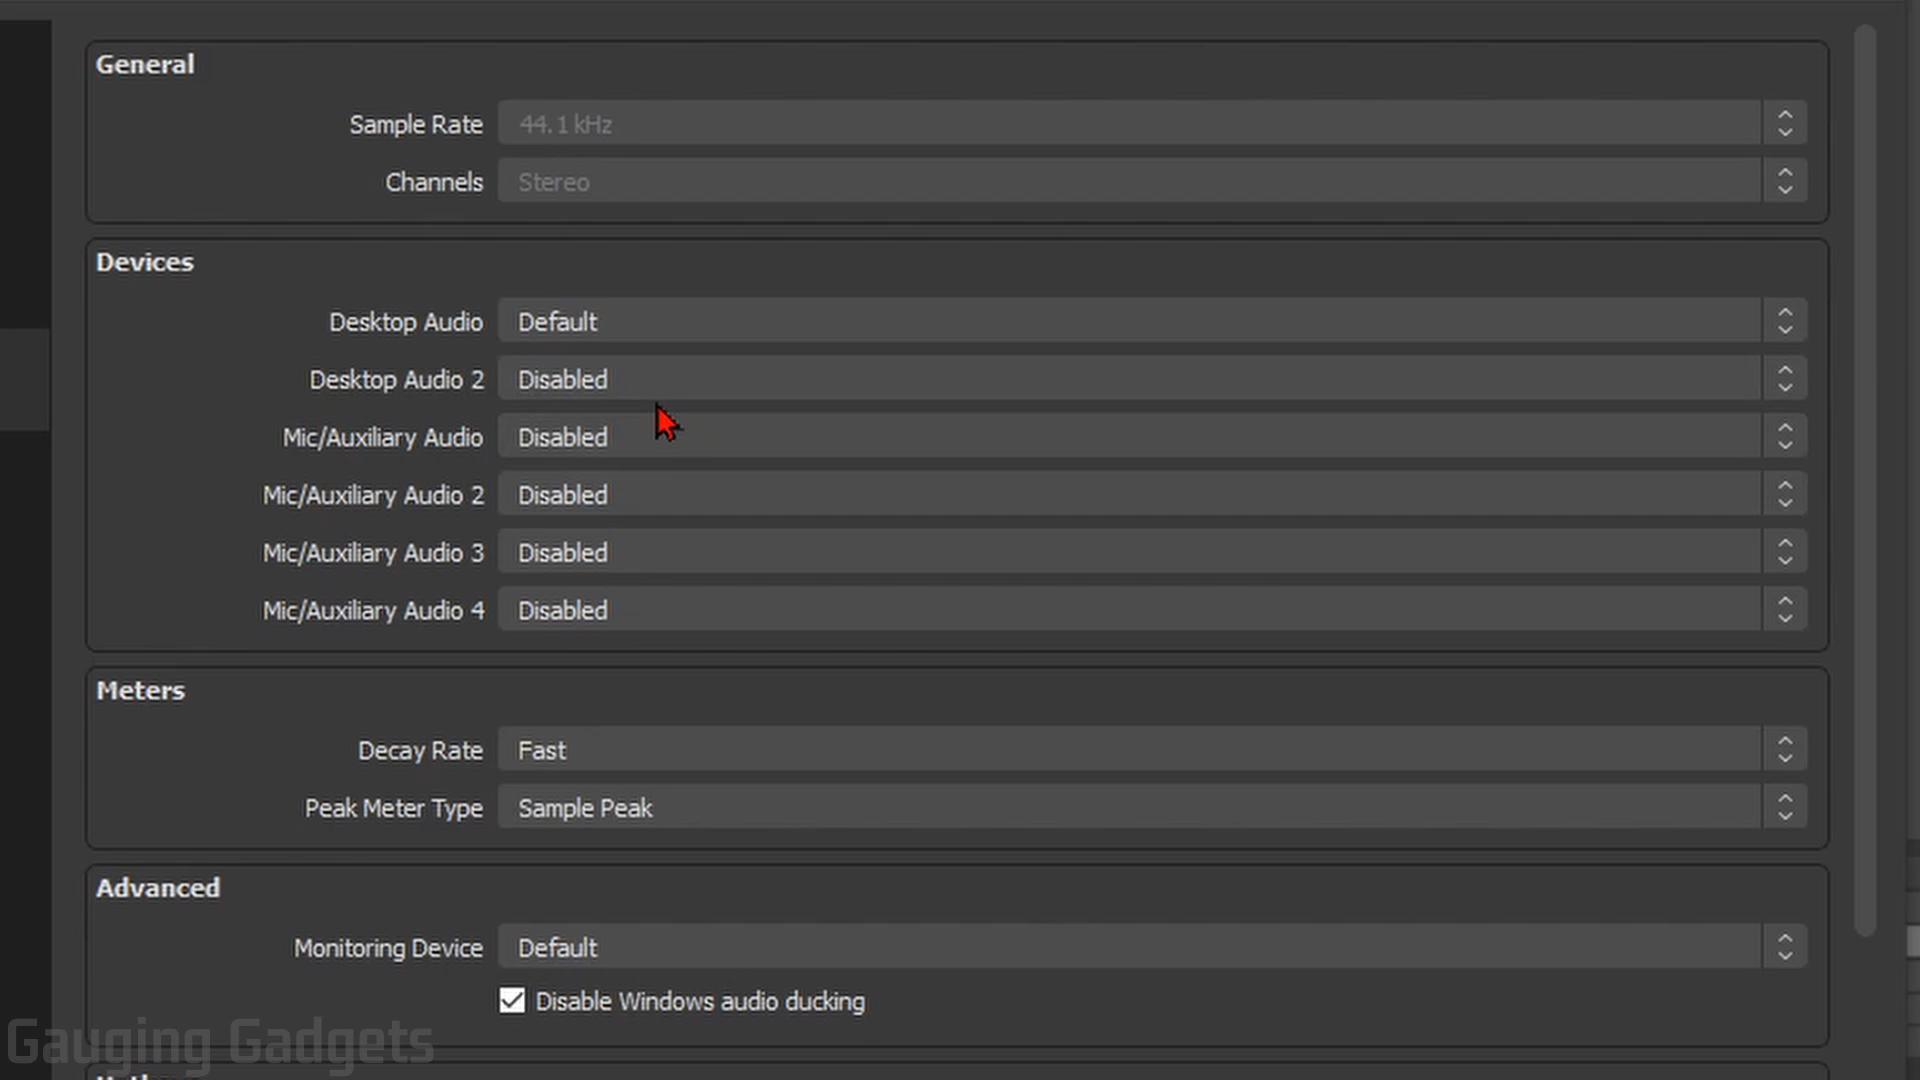 General
Sample Rate 44.1 kHz
Channels Stereo
Devices
Desktop Audio Default
Desktop Audio 2 Disabled
Mic/Auxiliary Audio Disabled
Mic/Auxiliary Audio 2 Disabled
Mic/Auxiliary Audio 3 Disabled
Mic/Auxiliary Audio 4 Disabled
Meters
Decay Rate Fast
Peak Meter Type Sample Peak
Advanced
Monitoring Device Default
Disable Windows audio ducking
Gauging Gadgets